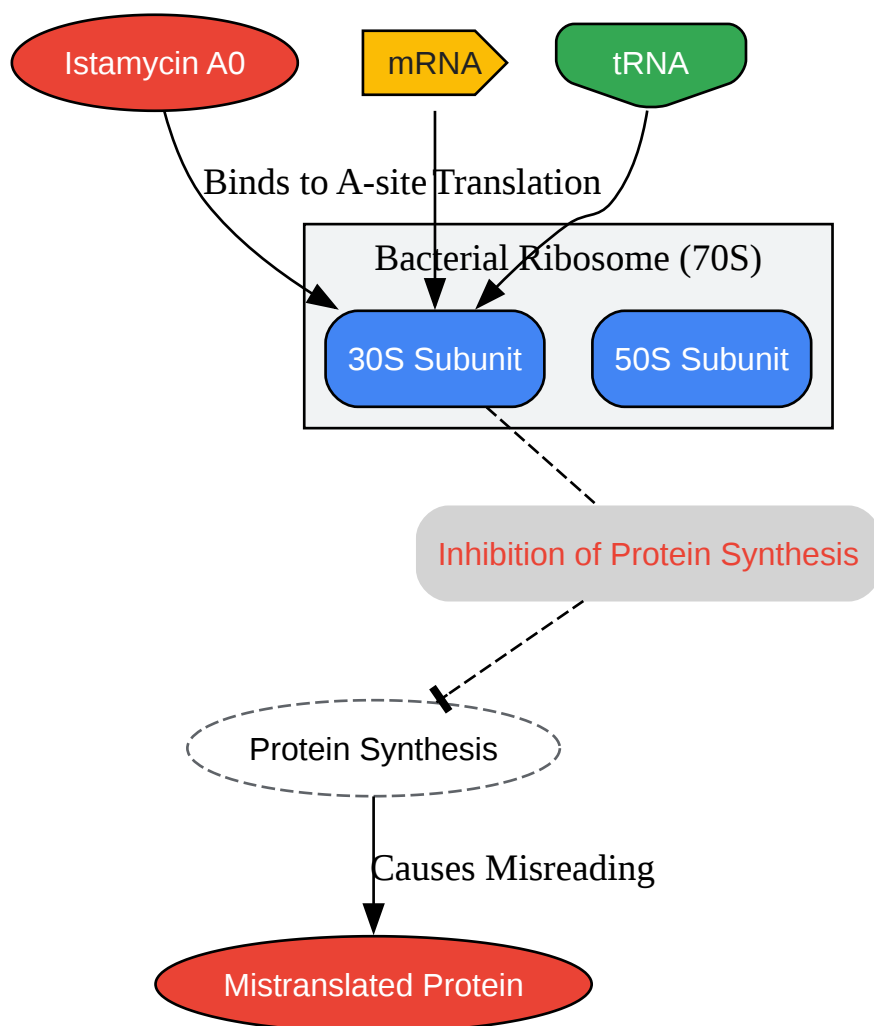 Istamycin A0
mRNA
tRNA
Binds to A-site
Translation
Bacterial Ribosome (70S)
30S Subunit
50S Subunit
Inhibition of Protein Synthesis
Protein Synthesis
Causes Misreading
Mistranslated Protein